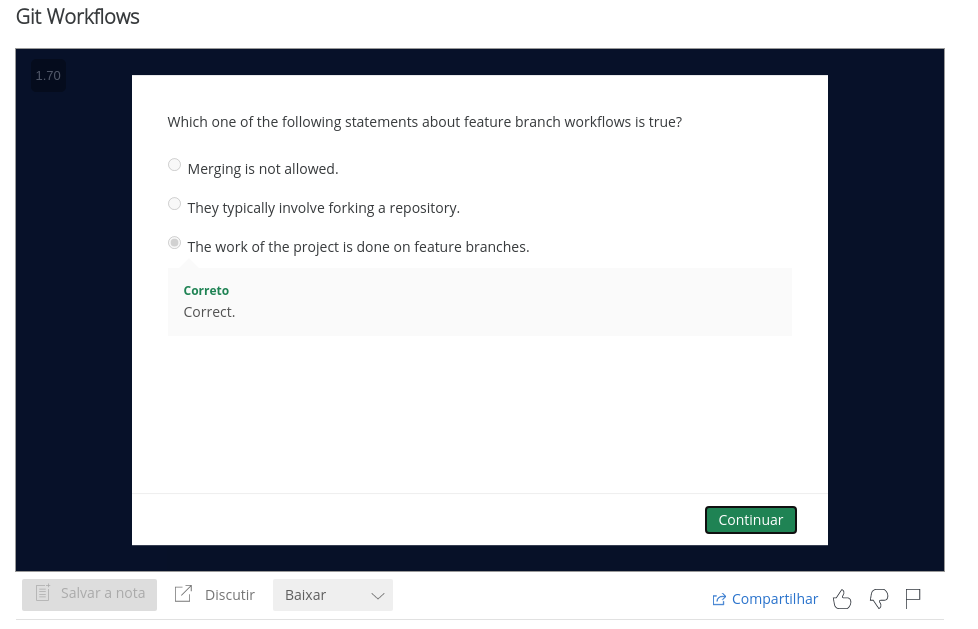 Git Workflows
1.70
Which one of the following statements about feature branch workflows is true?
Merging is not allowed.
They typically involve forking a repository.
The work of the project is done on feature branches.
Correto
Correct.
Continuar
Salvar a nota
Discutir
Baixar
Compartilhar